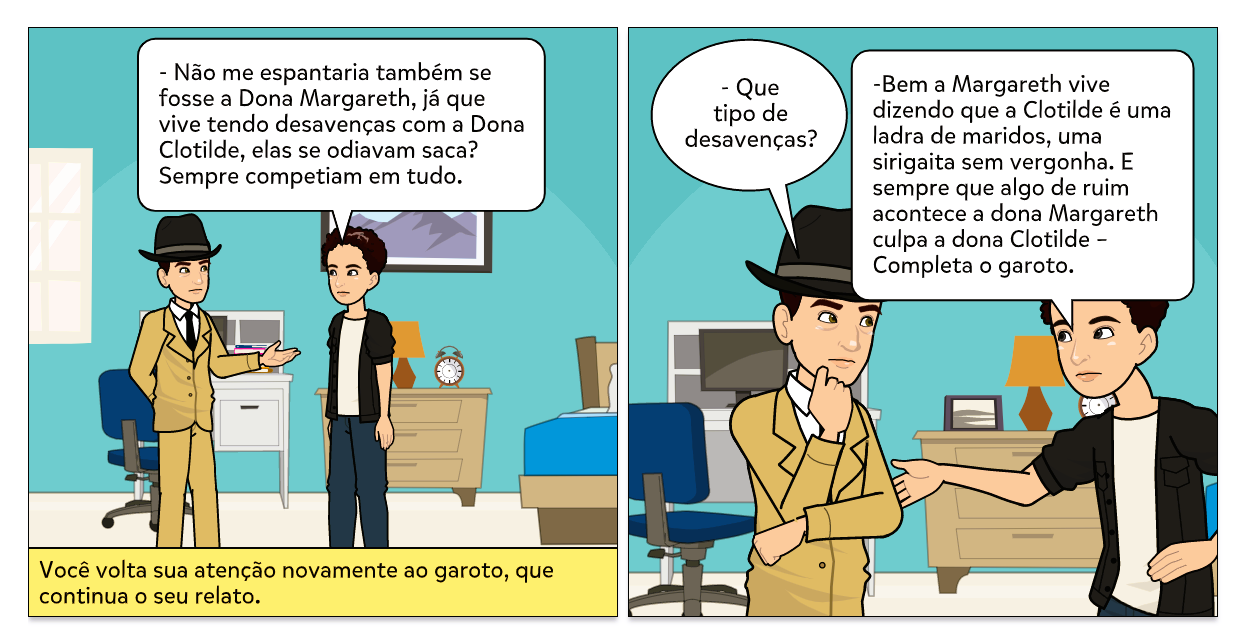 - Não me espantaria também se
fosse a Dona Margareth, já que
vive tendo desavenças com a Dona
Clotilde, elas se odiavam saca?
Sempre competiam em tudo.
Você volta sua atenção novamente ao garoto, que
continua o seu relato.
- Que
tipo de
desavenças?
-Bem a Margareth vive
dizendo que a Clotilde é uma
ladra de maridos, uma
sirigaita sem vergonha. E
sempre que algo de ruim
acontece a dona Margareth
culpa a dona Clotilde –
Completa o garoto.